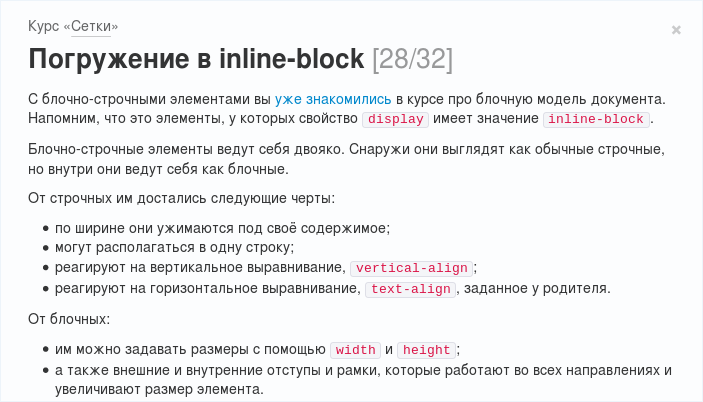 Курс «Сетки»
×
Погружение в inline-block [28/32]
С блочно-строчными элементами вы уже знакомились в курсе про блочную модель документа.
Напомним, что это элементы, у которых свойство display имеет значение inline-block.
Блочно-строчные элементы ведут себя двояко. Снаружи они выглядят как обычные строчные,
но внутри они ведут себя как блочные.
От строчных им достались следующие черты:
• по ширине они ужимаются под своё содержимое;
• могут располагаться в одну строку;
• реагируют на вертикальное выравнивание, vertical-align;
• реагируют на горизонтальное выравнивание, text-align, заданное у родителя.
От блочных:
• им можно задавать размеры с помощью width и height;
• а также внешние и внутренние отступы и рамки, которые работают во всех направлениях и
увеличивают размер элемента.